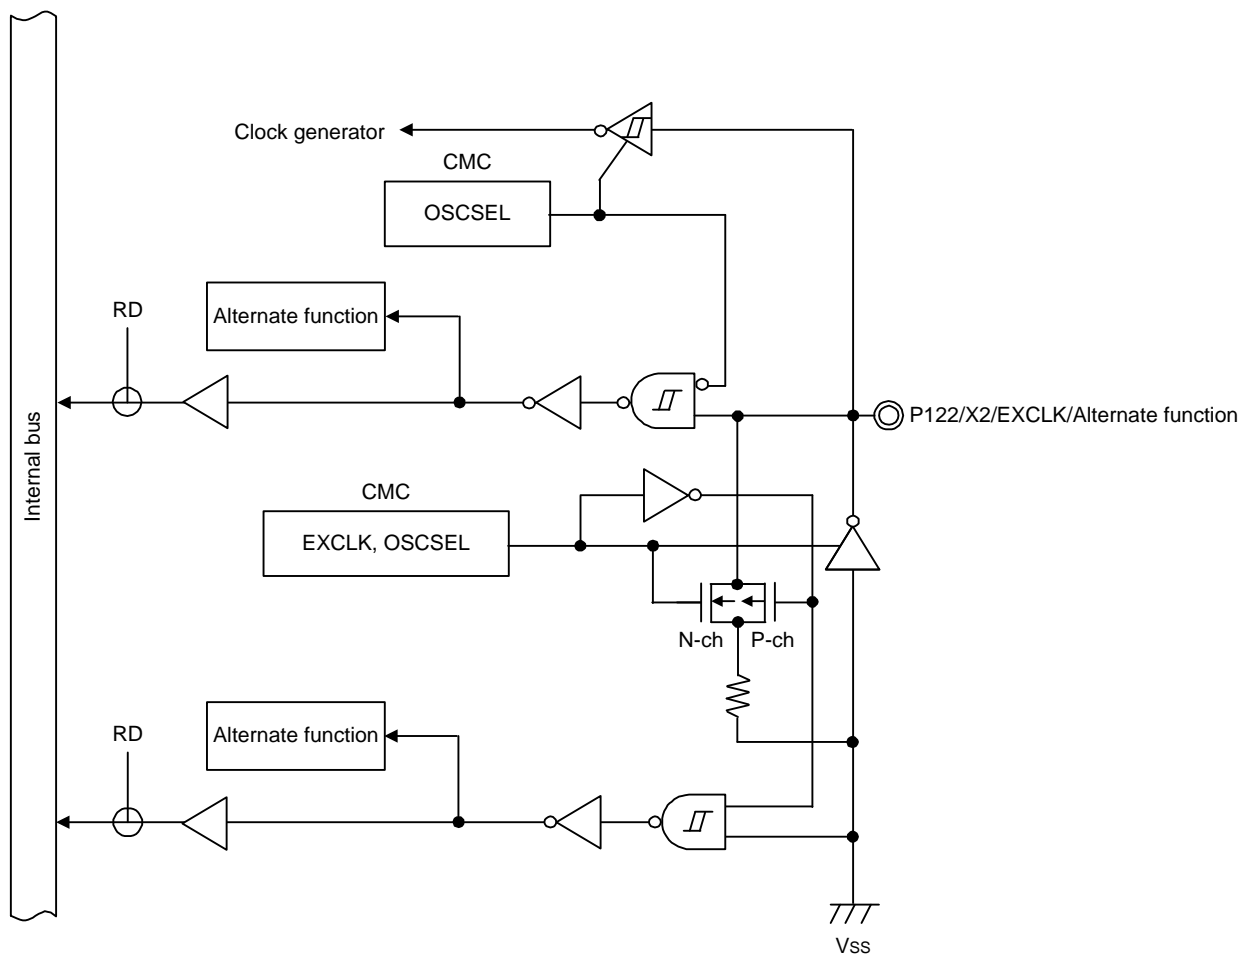 Clock generator
CMC
OSCSEL
RD
Alternate function
P122/X2/EXCLK/Alternate function
Internal bus
CMC
EXCLK, OSCSEL
N-ch
P-ch
RD
Alternate function
Vss